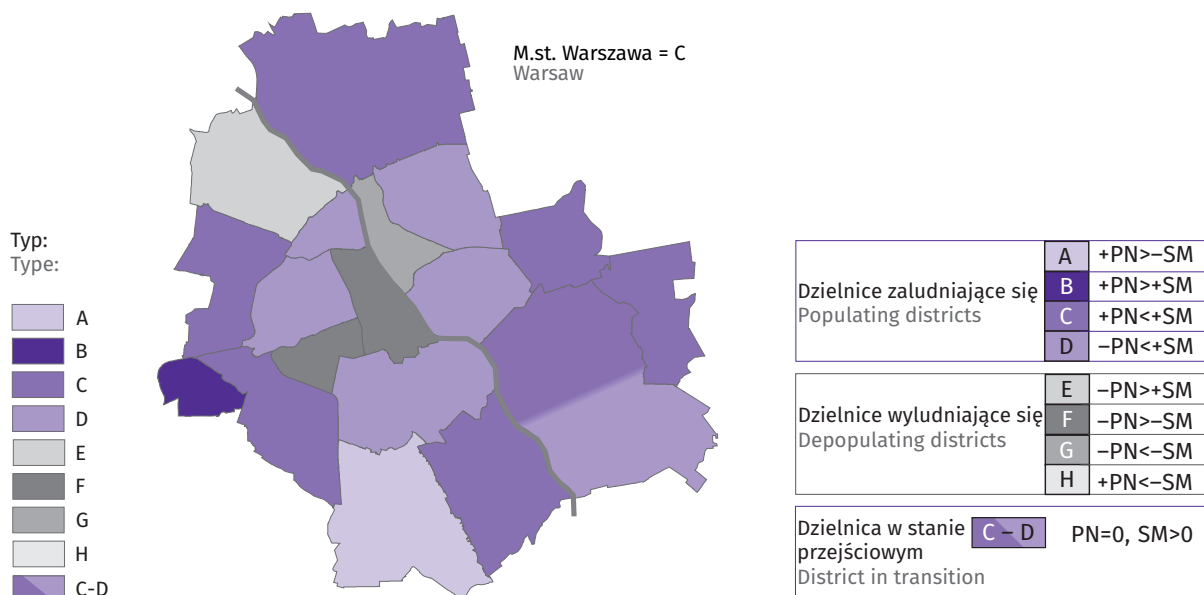 M.st. Warszawa = C
Warsaw
Typ:
Type:
A
B
C
D
E
F
G
H
C-D
Dzielnice zaludniające się
Populating districts
A +PN>–SM
B +PN>+SM
C +PN<+SM
D –PN<+SM
Dzielnice wyludniające się
Depopulating districts
E –PN>+SM
F –PN>–SM
G –PN<–SM
H +PN<–SM
Dzielnica w stanie
przejściowym
District in transition
C – D PN=0, SM>0